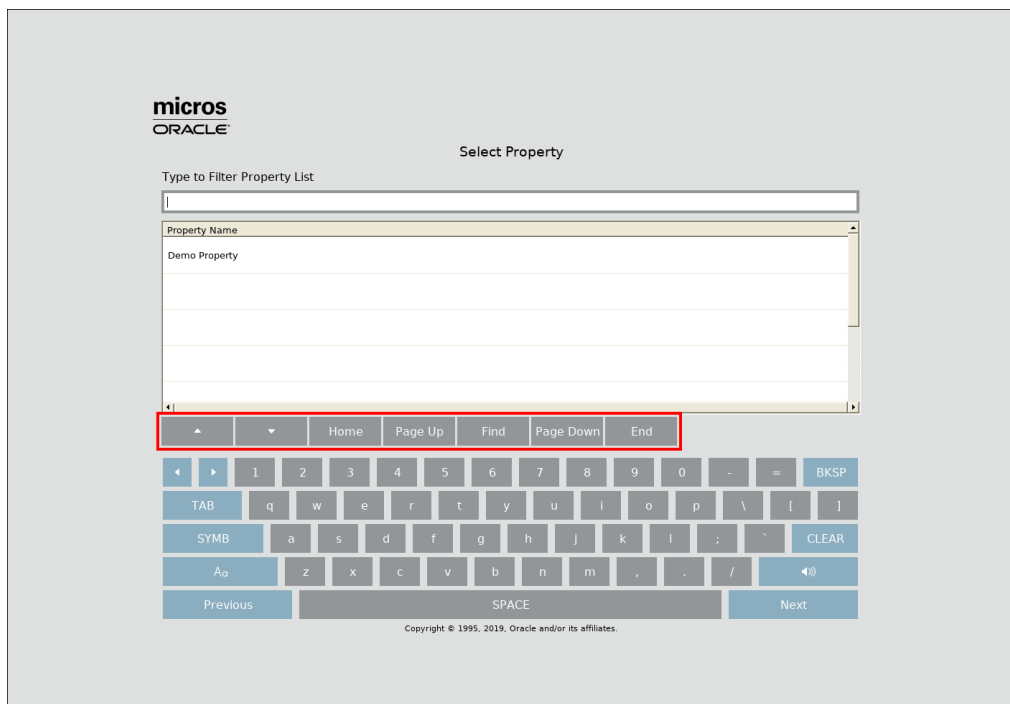 micros
ORACLE®
Select Property
Type to Filter Property List
Property Name
Demo Property
Home Page Up Find Page Down End
1 2 3 4 5 6 7 8 9 0 - = BKSP
TAB q w e r t y u i o p \ [ ]
SYMB a s d f g h j k l ; ` CLEAR
Aa z x c v b n m , . /
Previous SPACE Next
Copyright © 1995, 2019, Oracle and/or its affiliates.